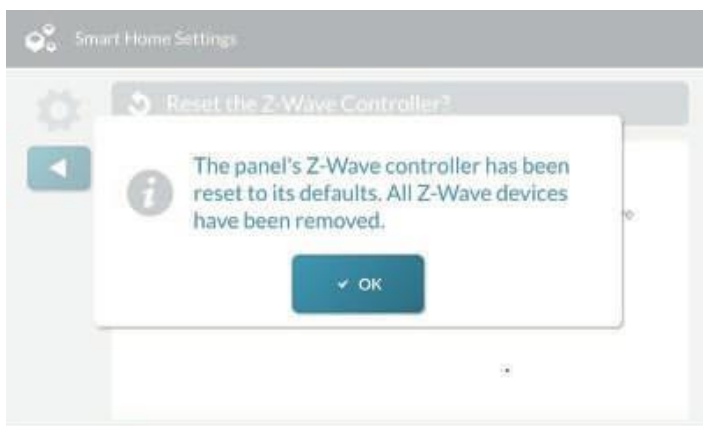 Smart Home Settings
Reset the Z-Wave Controller?
The panel's Z-Wave controller has been
reset to its defaults. All Z-Wave devices
have been removed.
OK